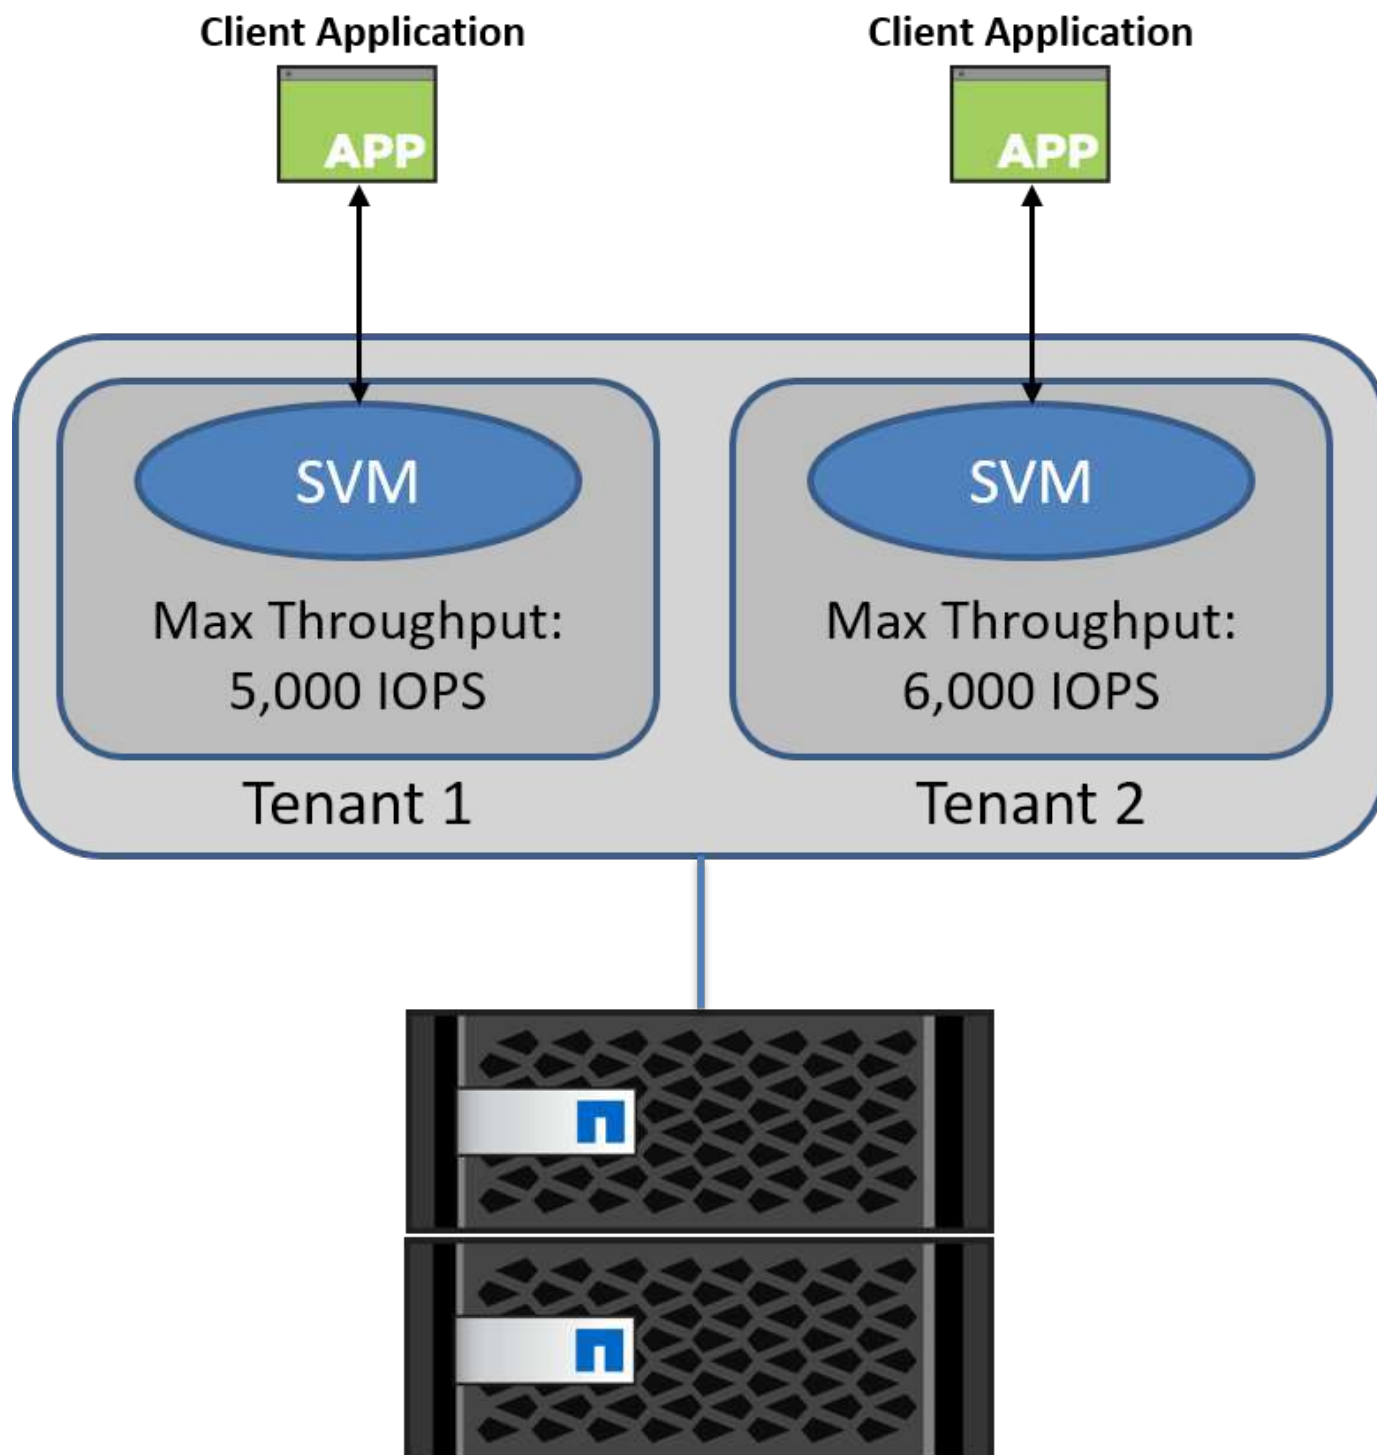 Client Application
Client Application
APP
APP
SVM
SVM
Max Throughput:
5,000 IOPS
Max Throughput:
6,000 IOPS
Tenant 1
Tenant 2